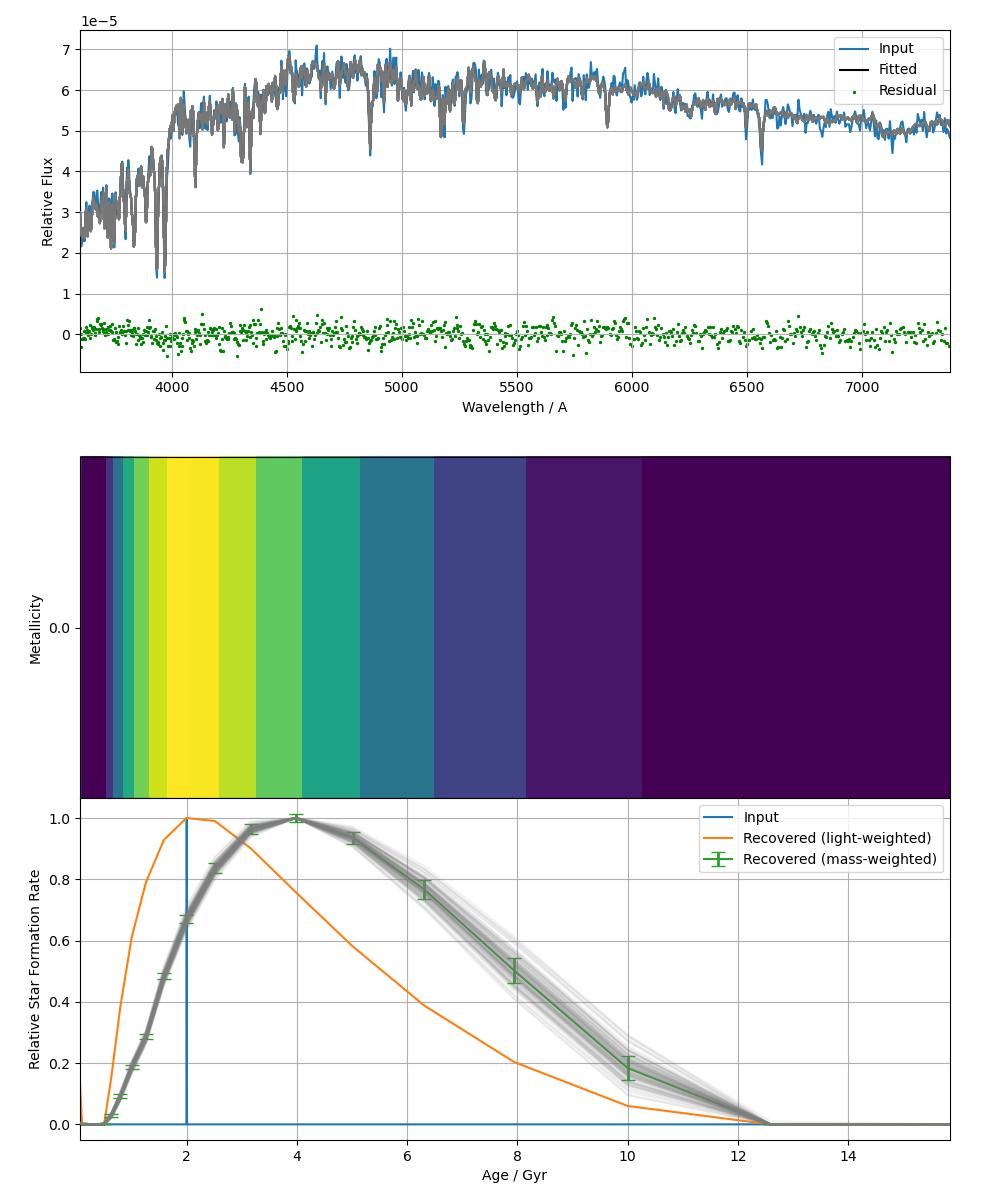 1e−5
7
6
5
4
3
2
1
0
Relative Flux
Input
Fitted
Residual
4000 4500 5000 5500 6000 6500 7000
Wavelength / A
Metallicity
0.0
1.0
0.8
0.6
0.4
0.2
0.0
Relative Star Formation Rate
Input
Recovered (light-weighted)
Recovered (mass-weighted)
2 4 6 8 10 12 14
Age / Gyr